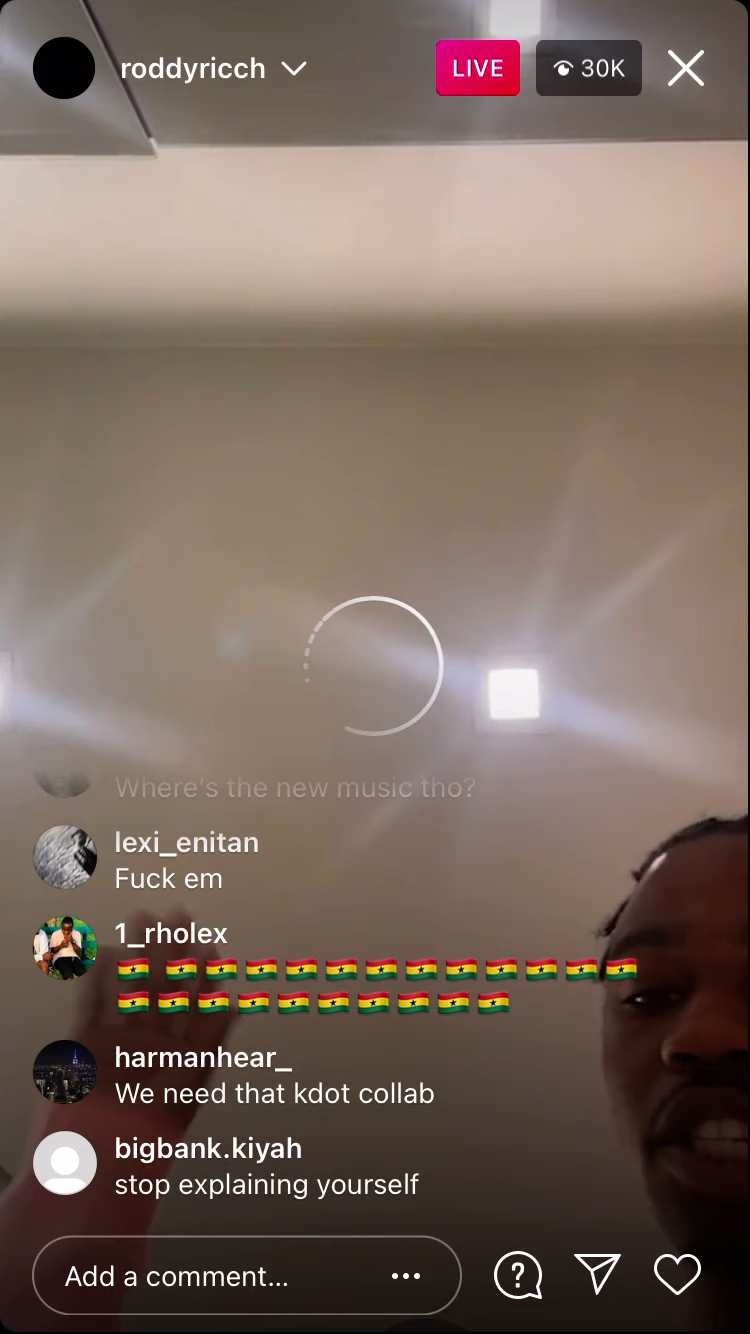 roddyricch
LIVE
30K
Where's the new music tho?
lexi_enitan
Fuck em
1_rholex
🇬🇭 🇬🇭🇬🇭🇬🇭🇬🇭🇬🇭🇬🇭🇬🇭🇬🇭🇬🇭🇬🇭🇬🇭🇬🇭
🇬🇭🇬🇭🇬🇭🇬🇭🇬🇭🇬🇭🇬🇭🇬🇭🇬🇭🇬🇭
harmanhear_
We need that kdot collab
bigbank.kiyah
stop explaining yourself
Add a comment...